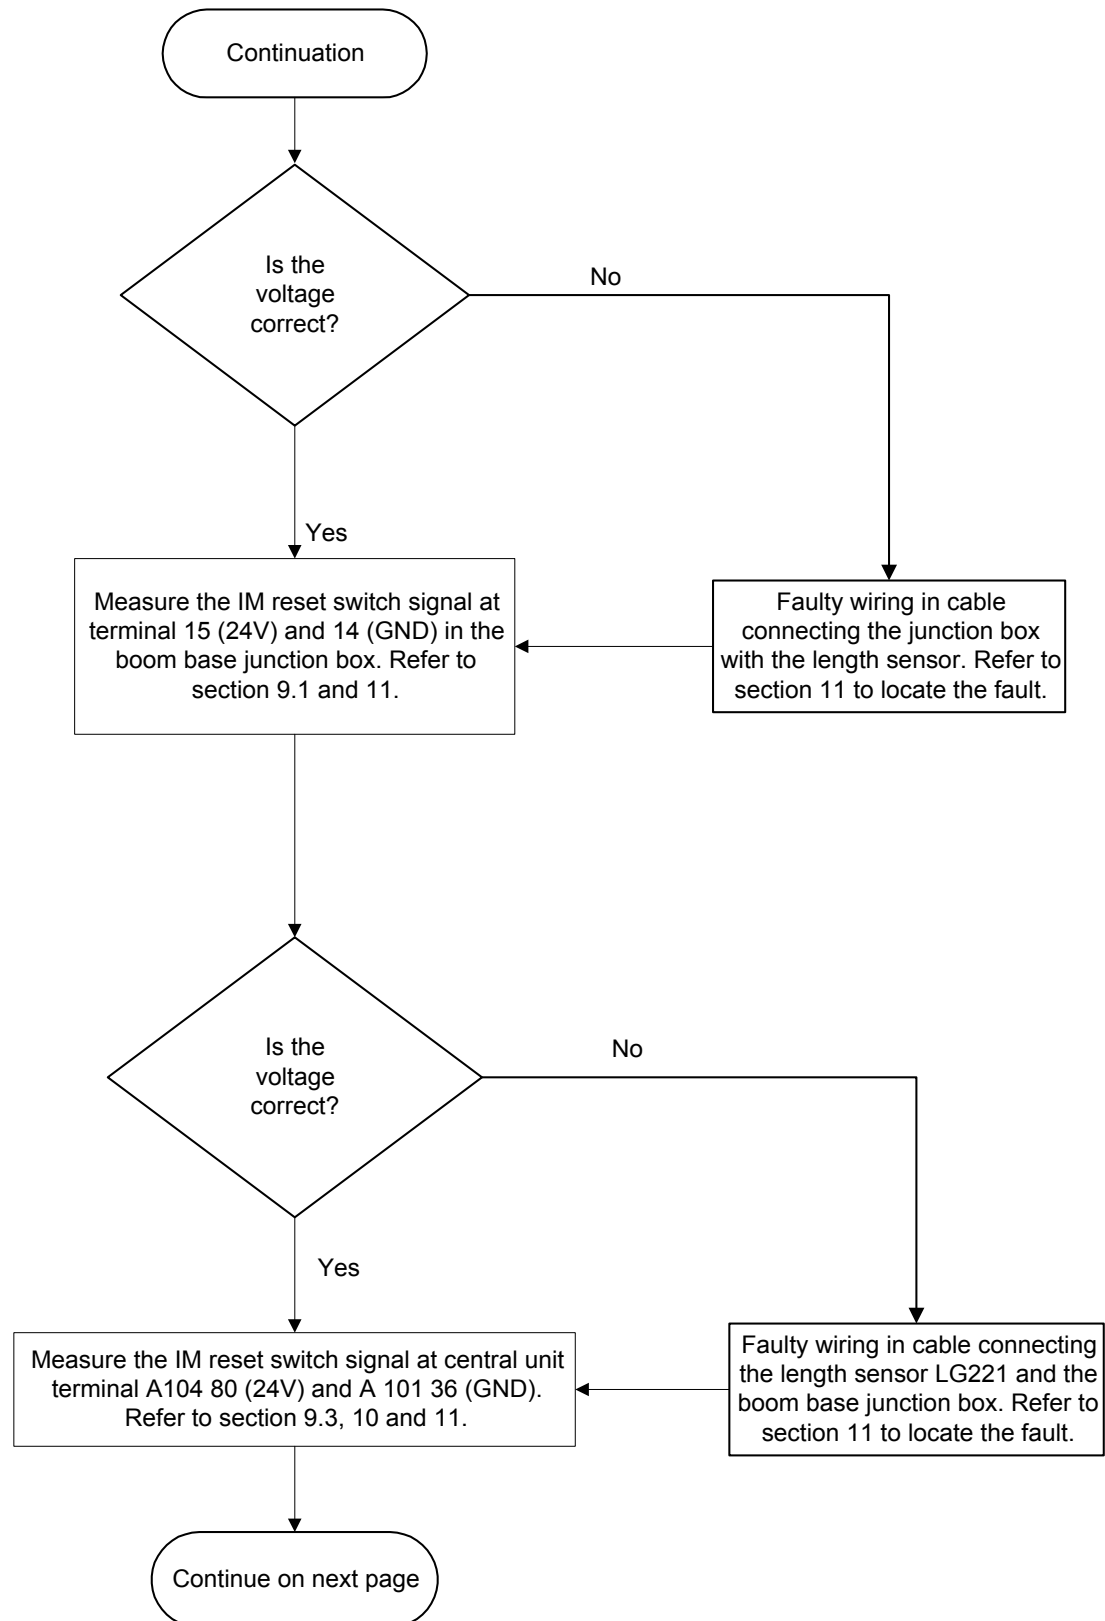 Continuation
Is the
voltage
correct?
No
Yes
Measure the IM reset switch signal at
terminal 15 (24V) and 14 (GND) in the
boom base junction box. Refer to
section 9.1 and 11.
Faulty wiring in cable
connecting the junction box
with the length sensor. Refer to
section 11 to locate the fault.
Is the
voltage
correct?
No
Yes
Measure the IM reset switch signal at central unit
terminal A104 80 (24V) and A 101 36 (GND).
Refer to section 9.3, 10 and 11.
Faulty wiring in cable connecting
the length sensor LG221 and the
boom base junction box. Refer to
section 11 to locate the fault.
Continue on next page